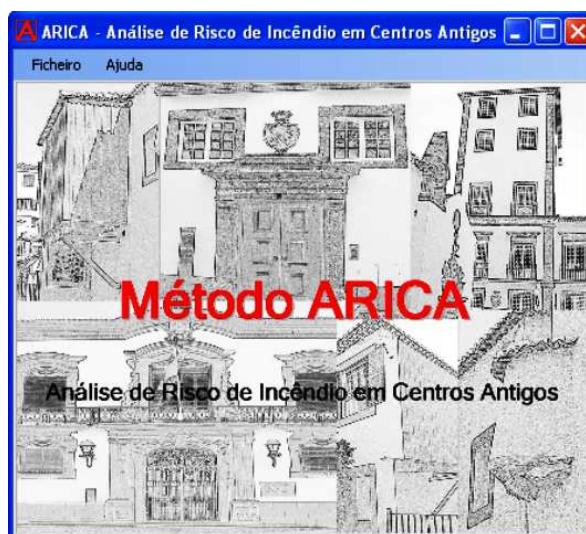 A ARICA - Análise de Risco de Incêndio em Centros Antigos
Ficheiro Ajuda
Método ARICA
Análise de Risco de Incêndio em Centros Antigos